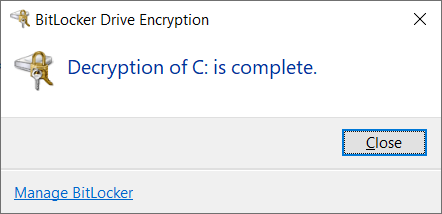 BitLocker Drive Encryption
Decryption of C: is complete.
Close
Manage BitLocker